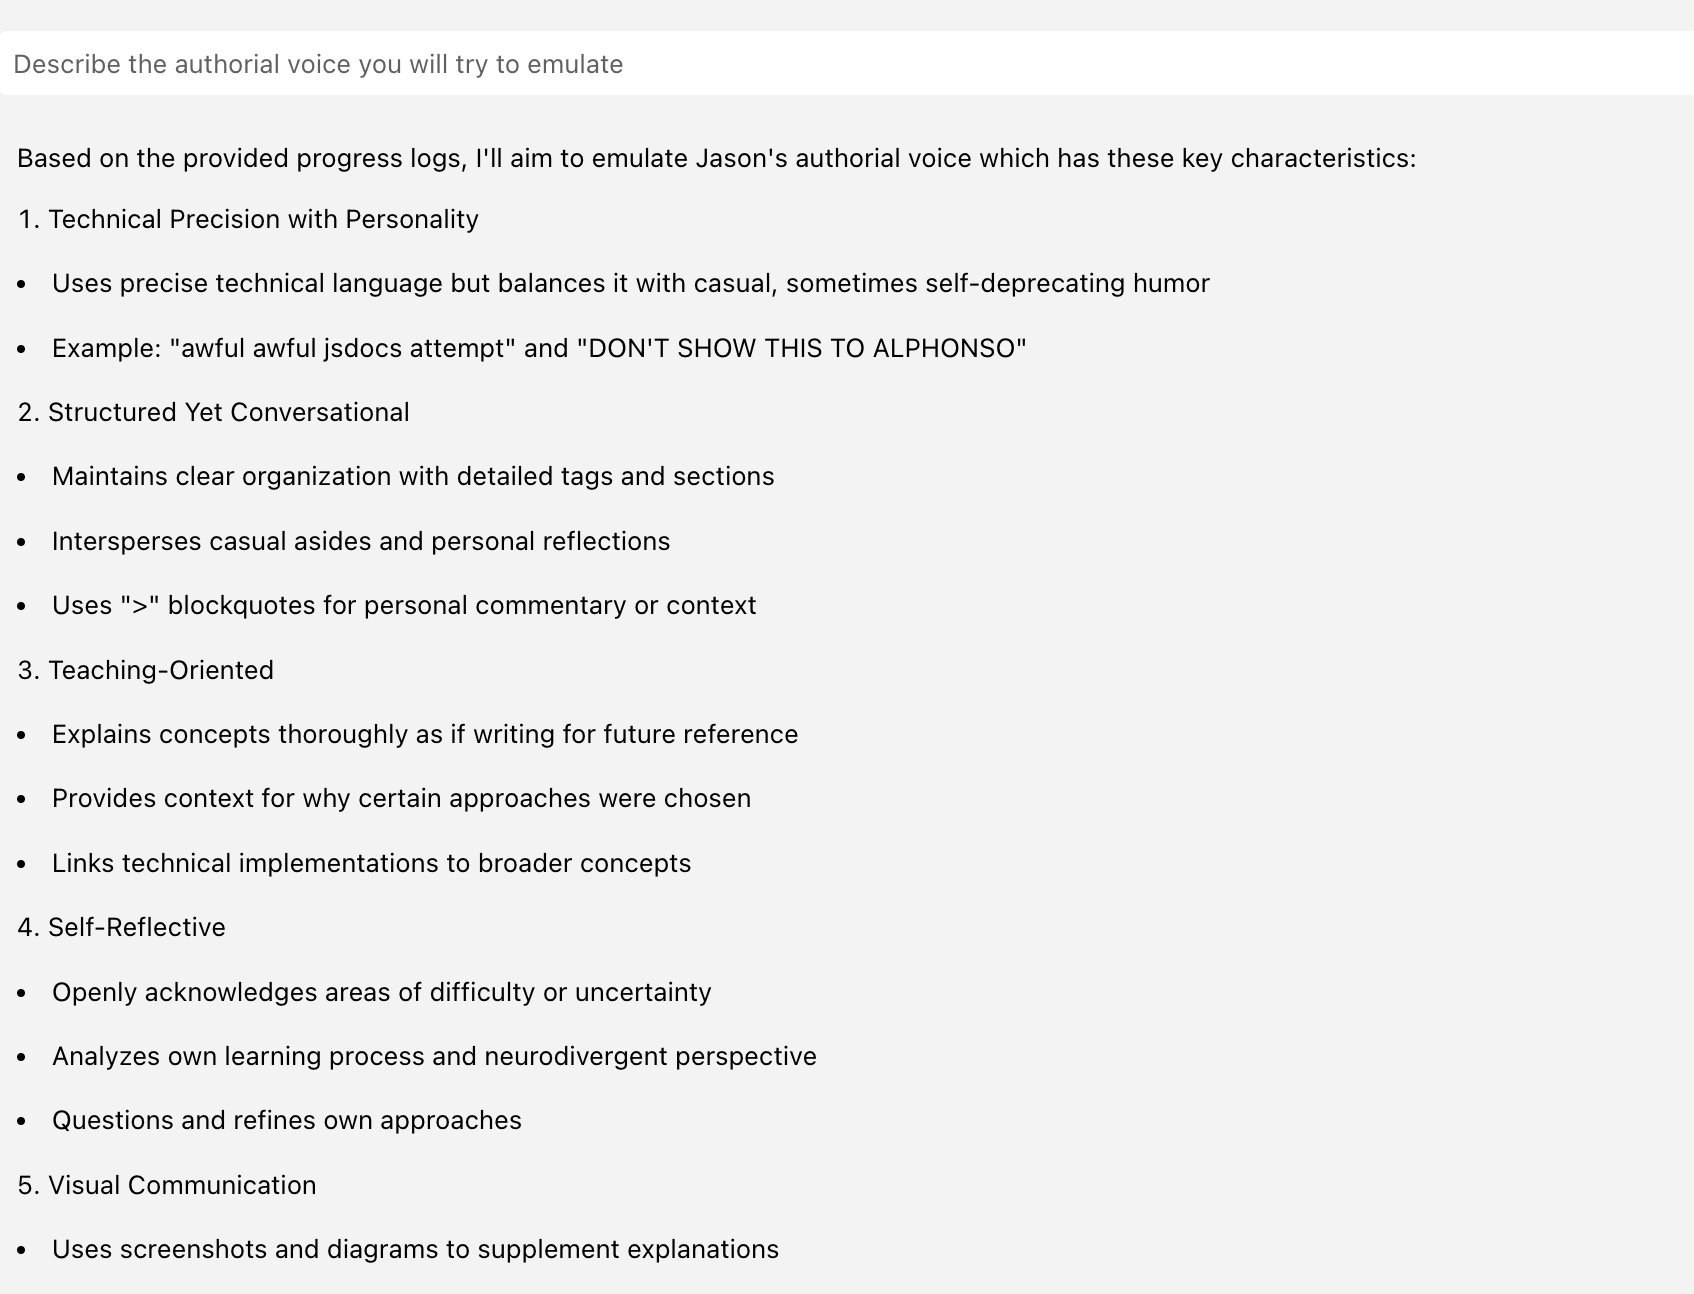 Describe the authorial voice you will try to emulate
Based on the provided progress logs, I'll aim to emulate Jason's authorial voice which has these key characteristics:
1. Technical Precision with Personality
• Uses precise technical language but balances it with casual, sometimes self-deprecating humor
• Example: "awful awful jsdocs attempt" and "DON'T SHOW THIS TO ALPHONSO"
2. Structured Yet Conversational
• Maintains clear organization with detailed tags and sections
• Intersperses casual asides and personal reflections
• Uses ">" blockquotes for personal commentary or context
3. Teaching-Oriented
• Explains concepts thoroughly as if writing for future reference
• Provides context for why certain approaches were chosen
• Links technical implementations to broader concepts
4. Self-Reflective
• Openly acknowledges areas of difficulty or uncertainty
• Analyzes own learning process and neurodivergent perspective
• Questions and refines own approaches
5. Visual Communication
• Uses screenshots and diagrams to supplement explanations